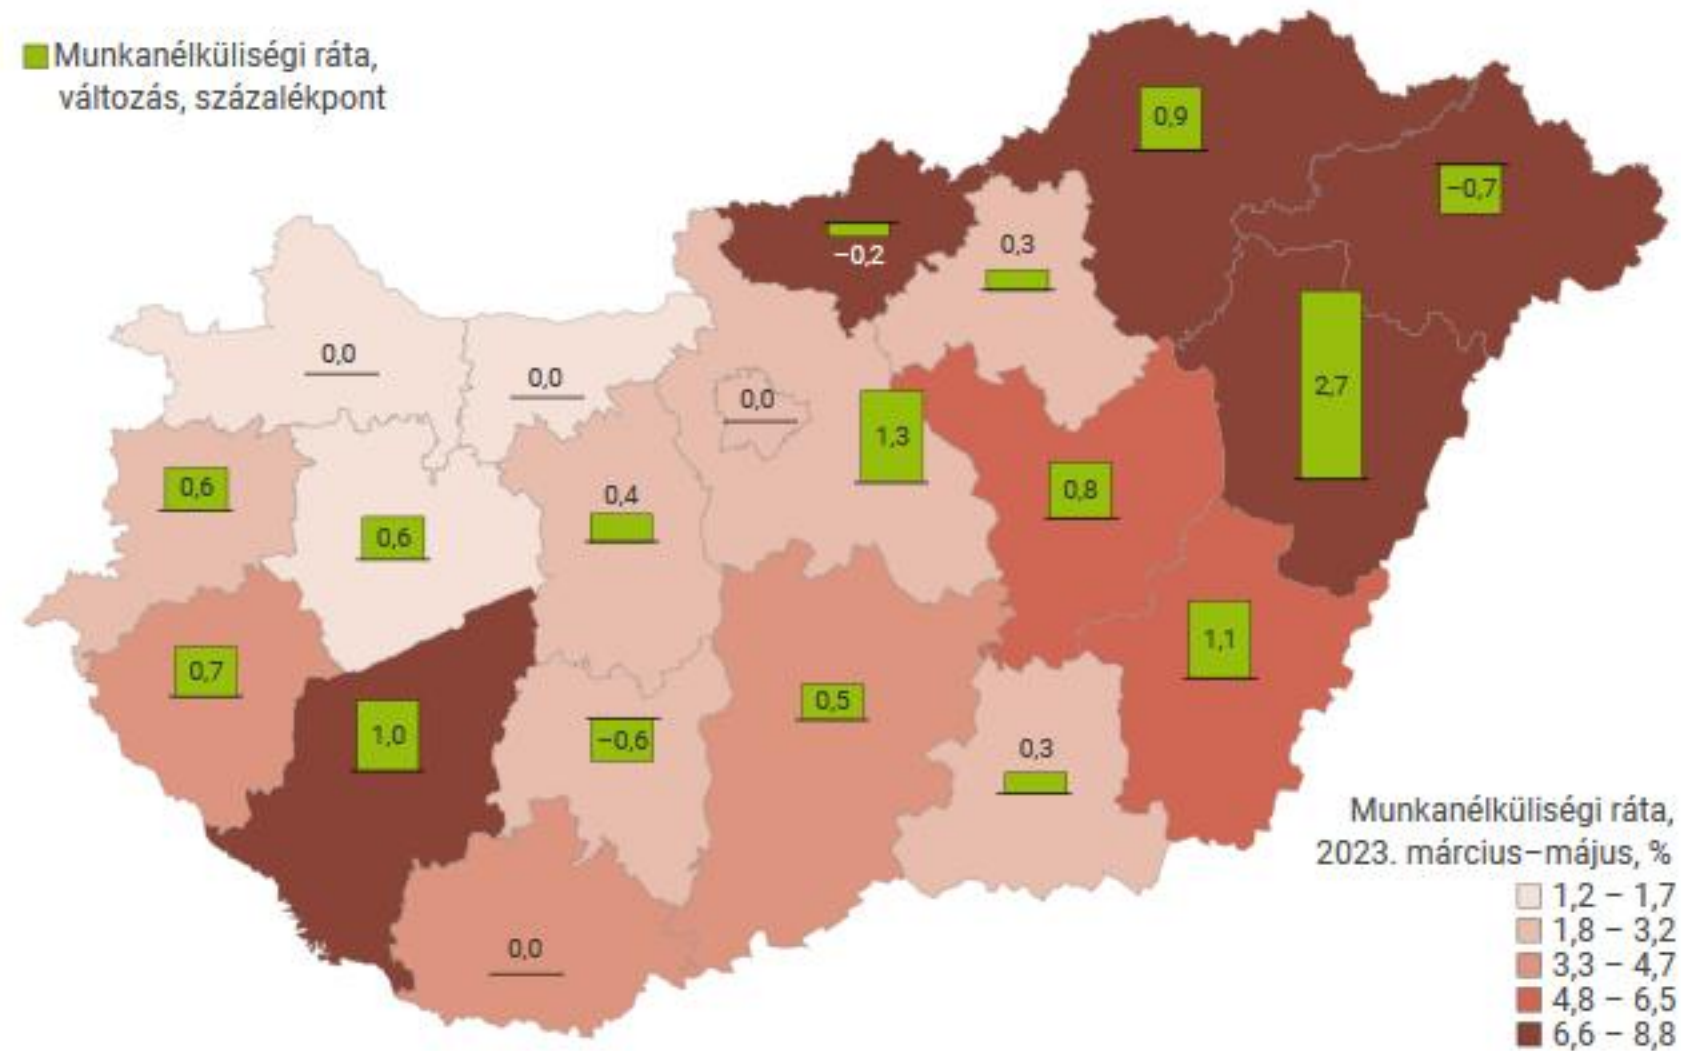 Munkanélküliségi ráta,
változás, százalékpont
0,9
−0,7
−0,2
0,3
0,0
0,0
0,0
1,3
2,7
0,6
0,6
0,4
0,8
0,7
1,0
−0,6
0,5
1,1
0,3
0,0
Munkanélküliségi ráta,
2023. március−május, %
1,2 − 1,7
1,8 − 3,2
3,3 − 4,7
4,8 − 6,5
6,6 − 8,8